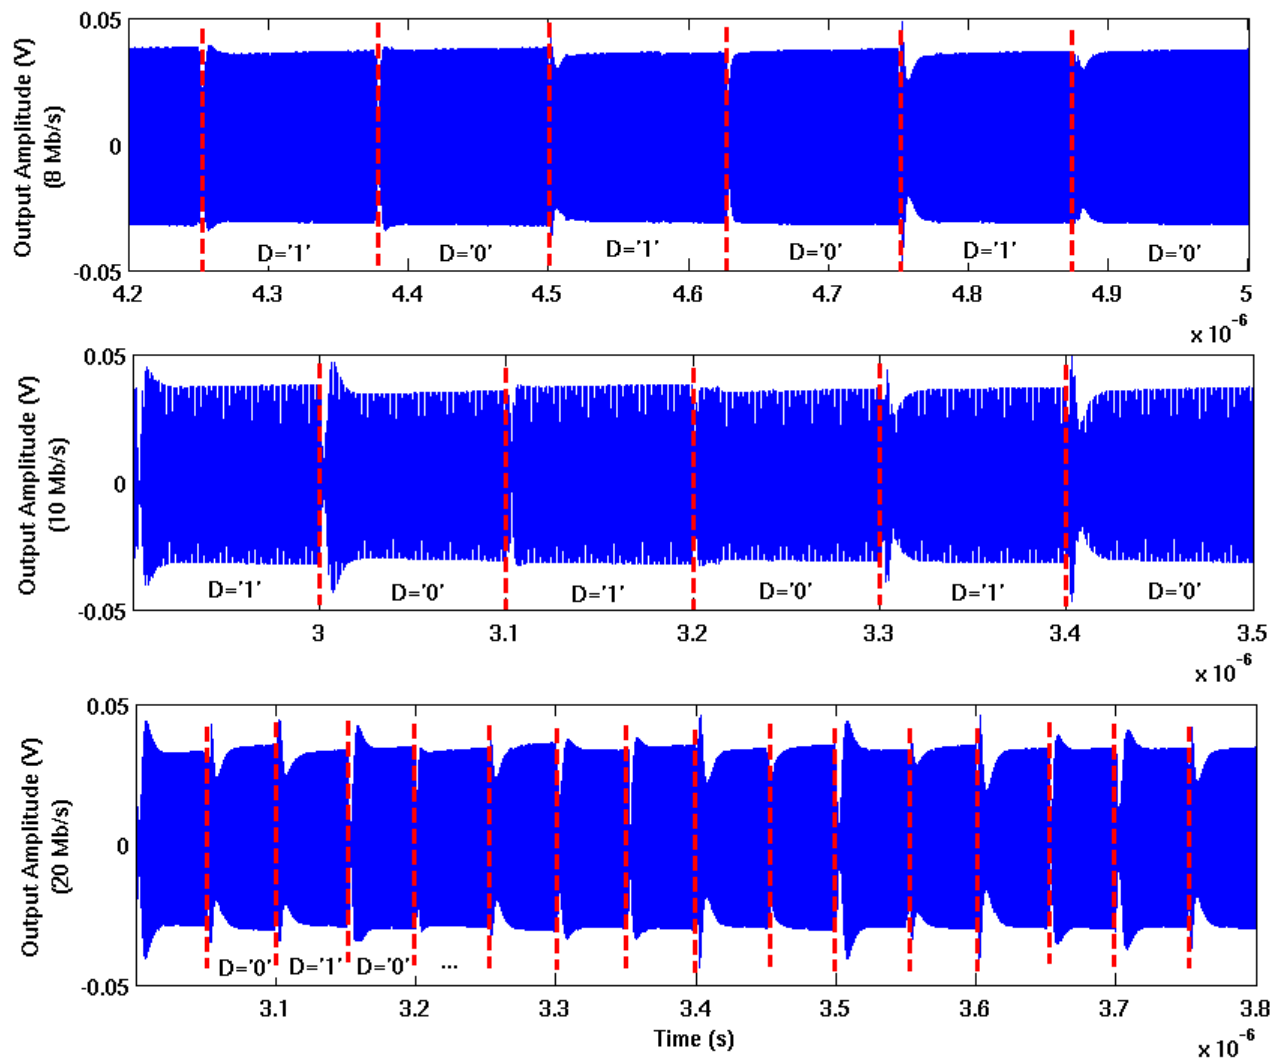 Output Amplitude (V)
(8 Mb/s)
0.05
0
-0.05
D='1'
D='0'
D='1'
D='0'
D='1'
D='0'
4.2
4.3
4.4
4.5
4.6
4.7
4.8
4.9
5
x 10^-6
Output Amplitude (V)
(10 Mb/s)
0.05
0
-0.05
D='1'
D='0'
D='1'
D='0'
D='1'
D='0'
3
3.1
3.2
3.3
3.4
3.5
x 10^-6
Output Amplitude (V)
(20 Mb/s)
0.05
0
-0.05
D='0'
D='1'
D='0'
...
3.1
3.2
3.3
3.4
3.5
3.6
3.7
3.8
Time (s)
x 10^-6